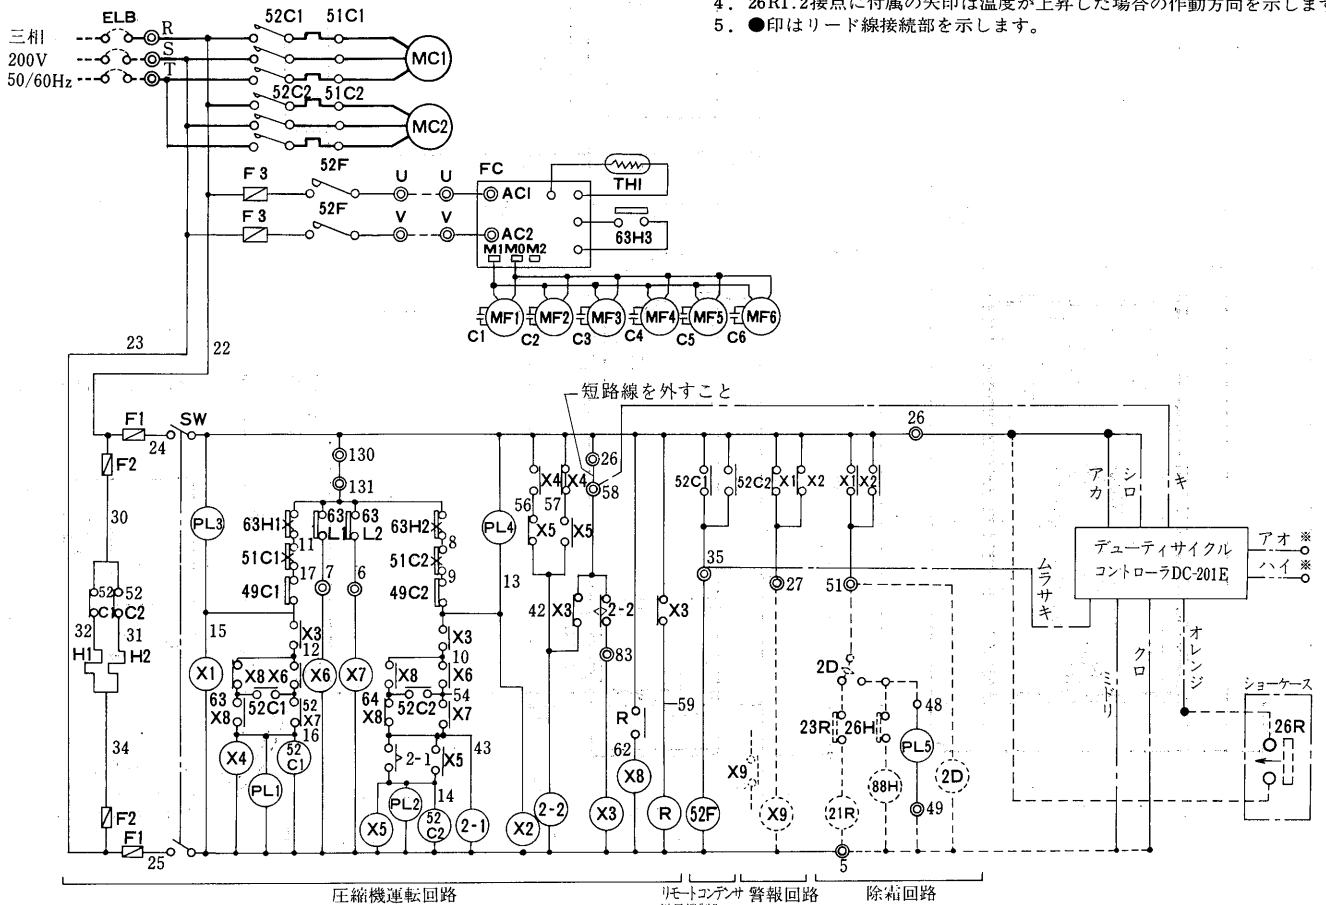 4. 26R1.2接点に付属の矢印は温度が上昇した場合の作動方向を示します
5. ●印はリード線接続部を示します。
ELB R 52C1 51C1
三相
S
MC1
200V
T
50/60Hz
52C2 51C2
MC2
F3 52F U U FC AC1 TH1
F3 52F V V AC2 63H3
M1 M0 M2
MF1 MF2 MF3 MF4 MF5 MF6
C1 C2 C3 C4 C5 C6
23 22
短路線を外すこと
F1 SW 26
24 130 26
F2 131 58
X4 X4 52C1 52C2 X1 X2 X1 X2
アカ シロ キ
30 PL3 63H1 63 L1 63 L2 63H2 PL4 56 57 X5 X5
11 8
51C1 51C2
17 7 6 9 13
49C1 49C2
35 27 51
デューティサイクル
コントローラDC-201E
アオ ※
ハイ ※
ムラサキ
52 C1 52 C2
32 31 15 X3 X3 42 X3 2-2 X3
12 10
H1 H2 X1 X8 X6 X6 X7 X8 X6 83
63 52C1 52 64 52C2 54
X8 X7 X8 X7
16
2D
ミドリ クロ オレンジ
ショーケース
26R
34 X4 52 C1 2-1 X5 43 R 59 23R 26H 48
62
PL1 X8 X9 PL5
PL2 14 88H 2D
X5 52 C2 2-1 X2 2-2 X3 R 52F X9 21R 49
F2
F1
25 5
圧縮機運転回路 リモートコンデンサ 警報回路 除霜回路